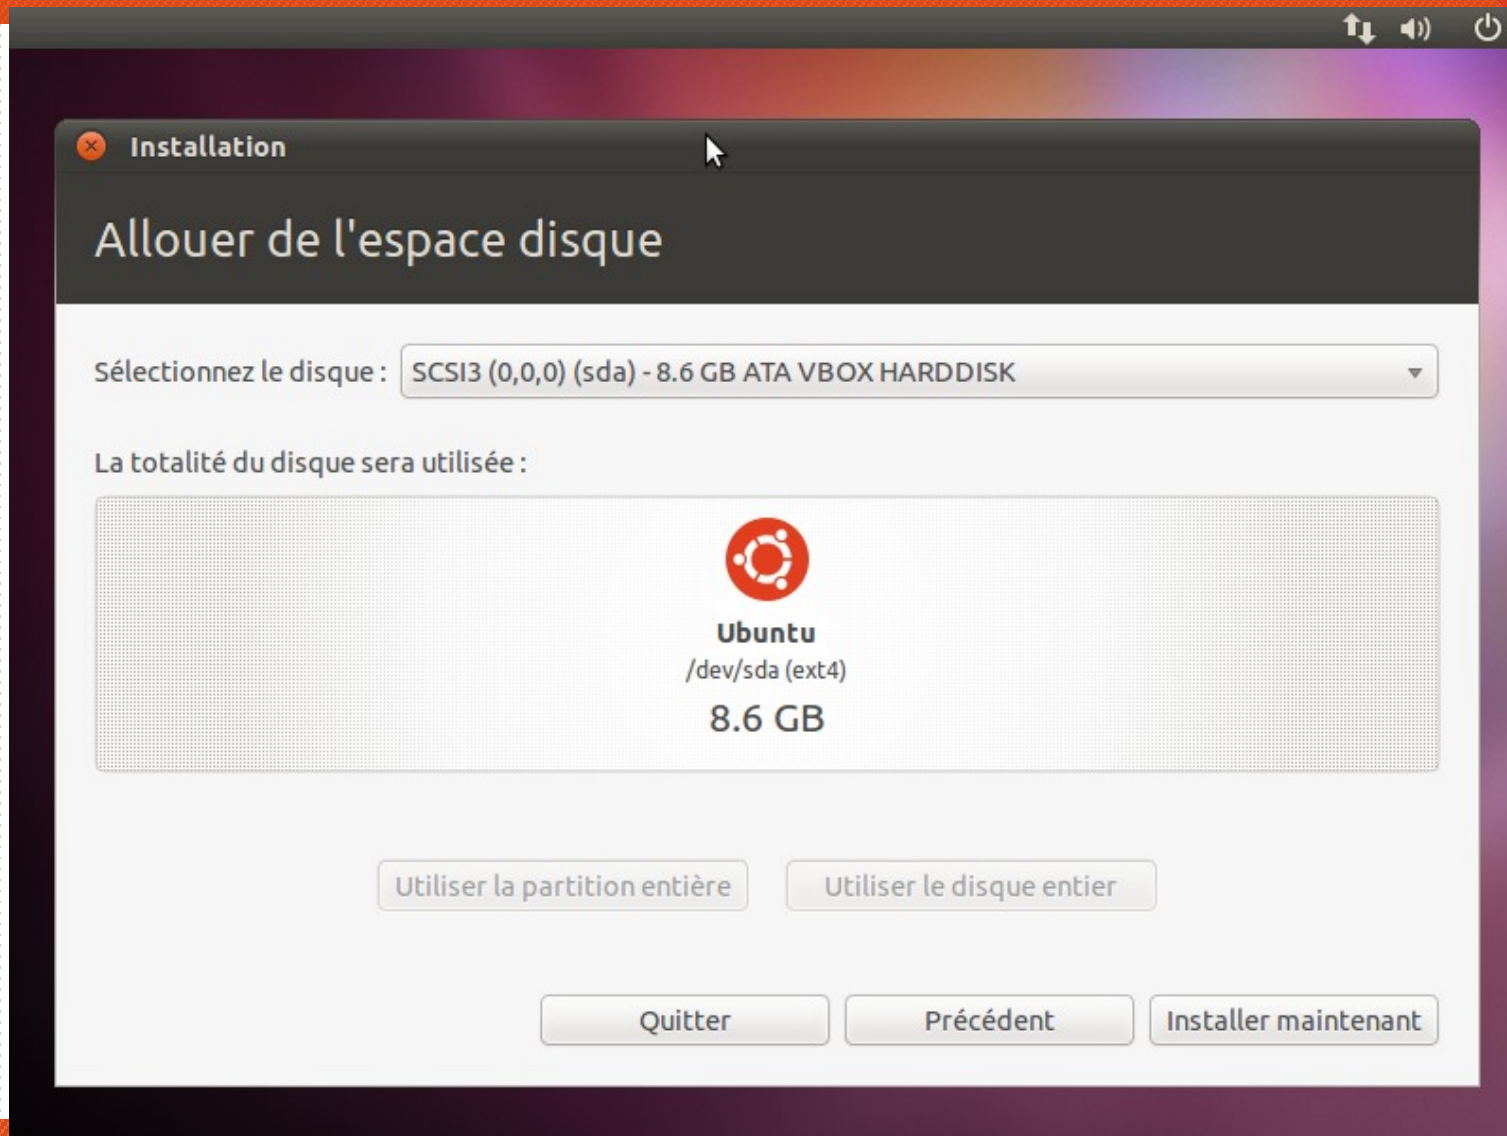 Installation
Allouer de l'espace disque
Sélectionnez le disque : SCSI3 (0,0,0) (sda) - 8.6 GB ATA VBOX HARDDISK
La totalité du disque sera utilisée :
Ubuntu
/dev/sda (ext4)
8.6 GB
Utiliser la partition entière Utiliser le disque entier
Quitter Précédent Installer maintenant